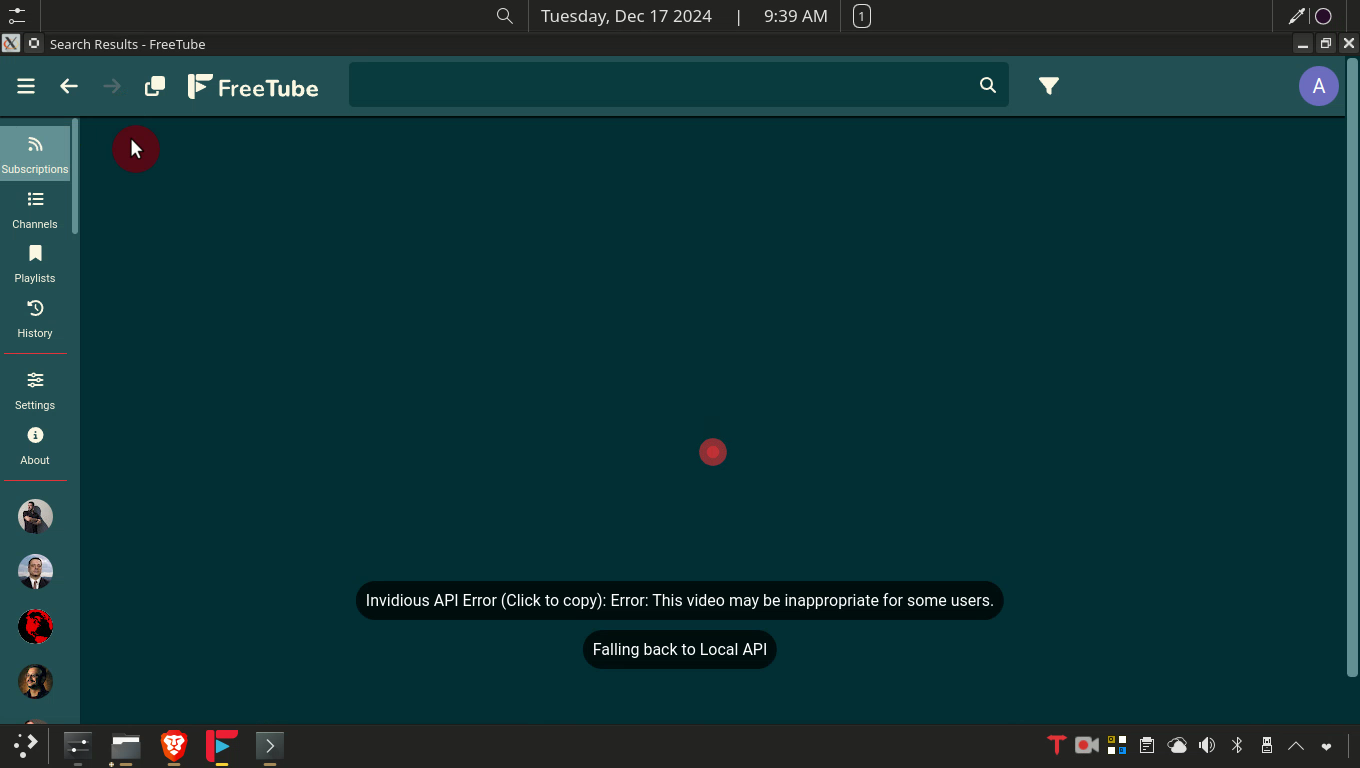 Tuesday, Dec 17 2024 | 9:39 AM 1
Search Results - FreeTube
FreeTube
A
Subscriptions
Channels
Playlists
History
Settings
About
Invidious API Error (Click to copy): Error: This video may be inappropriate for some users.
Falling back to Local API